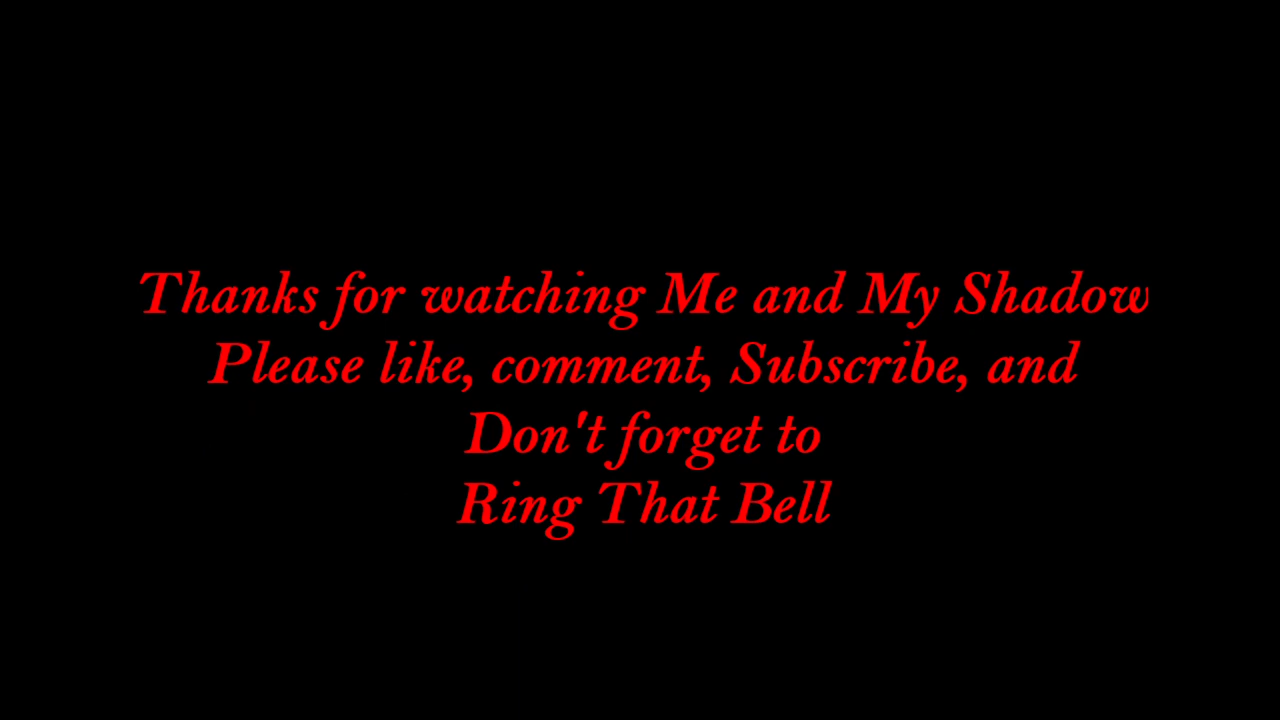 Thanks for watching Me and My Shadow
Please like, comment, Subscribe, and
Don't forget to
Ring That Bell